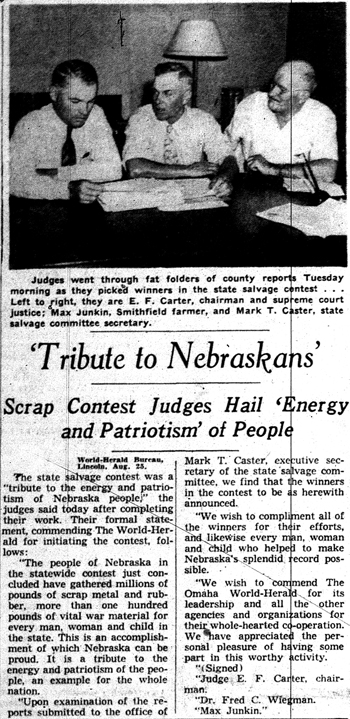 Judges went through fat folders of county reports Tuesday
morning as they picked winners in the state salvage contest . . .
Left to right, they are E. F. Carter, chairman and supreme court
justice; Max Junkin, Smithfield farmer, and Mark T. Caster, state
salvage committee secretary.
'Tribute to Nebraskans'
Scrap Contest Judges Hail 'Energy
and Patriotism' of People
World-Herald Bureau,
Lincoln, Aug. 25.
The state salvage contest was a
"tribute to the energy and patrio-
tism of Nebraska people," the
judges said today after completing
their work. Their formal state-
ment, commending The World-Her-
ald for initiating the contest, fol-
lows:
"The people of Nebraska in
the statewide contest just con-
cluded have gathered millions of
pounds of scrap metal and rub-
ber, more than one hundred
pounds of vital war material for
every man, woman and child in
the state. This is an accomplish-
ment of which Nebraska can be
proud. It is a tribute to the
energy and patriotism of the peo-
ple, an example for the whole
nation.
"Upon examination of the re-
ports submitted to the office of
Mark T. Caster, executive sec-
retary of the state salvage com-
mittee, we find that the winners
in the contest to be as herewith
announced.
"We wish to compliment all of
the winners for their efforts,
and likewise every man, woman
and child who helped to make
Nebraska's splendid record pos-
sible. .
"We wish to commend The
Omaha World-Herald for its
leadership and all the other
agencies and organizations for
their whole-hearted co-operation.
We have appreciated the per-
sonal pleasure of having some
part in this worthy activity.
"(Signed)
"Judge E. F. Carter, chair-
man.
"Dr. Fred C. Wiegman.
"Max Junkin."